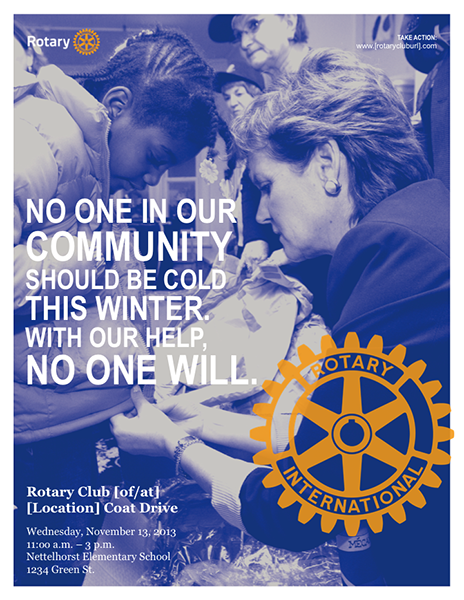 Rotary
TAKE ACTION:
www.[rotarycluburl].com
NO ONE IN OUR
COMMUNITY
SHOULD BE COLD
THIS WINTER.
WITH OUR HELP,
NO ONE WILL.
ROTARY
INTERNATIONAL
Rotary Club [of/at]
[Location] Coat Drive
Wednesday, November 13, 2013
11:00 a.m. – 3 p.m.
Nettelhorst Elementary School
1234 Green St.